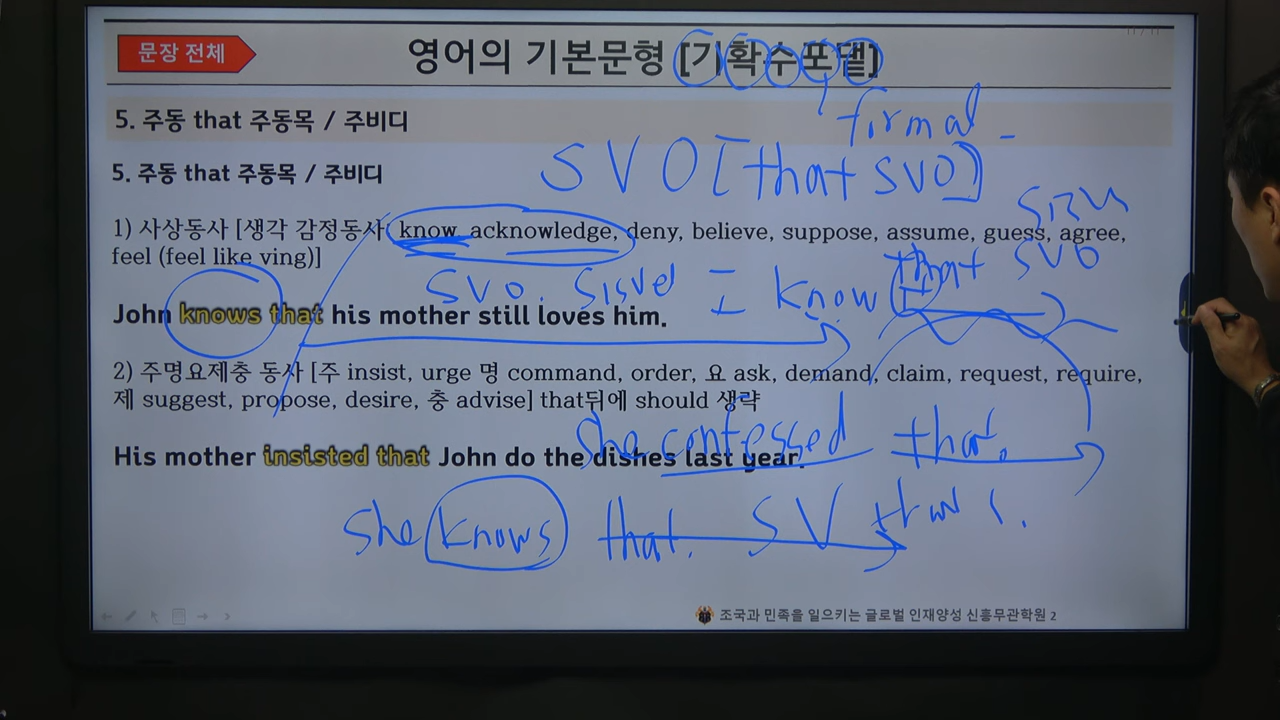 문장 전체
영어의 기본문형 [기확수포댙]
firmal
5. 주동 that 주동목 / 주비디
SVO [that SVO]
5. 주동 that 주동목 / 주비디
1) 사상동사 [생각 감정동사 know acknowledge, deny, believe, suppose, assume, guess, agree,
feel (feel like ving)]
that SVO
SVO.
I know
John knows that his mother still loves him.
2) 주명요제충 동사 [주 insist, urge 명 command, order, 요 ask, demand, claim, request, require,
제 suggest, propose, desire, 충 advise] that뒤에 should 생략
she confessed that.
His mother insisted that John do the dishes last year.
she knows that. SV that
조국과 민족을 일으키는 글로벌 인재양성 신흥무관학원 2